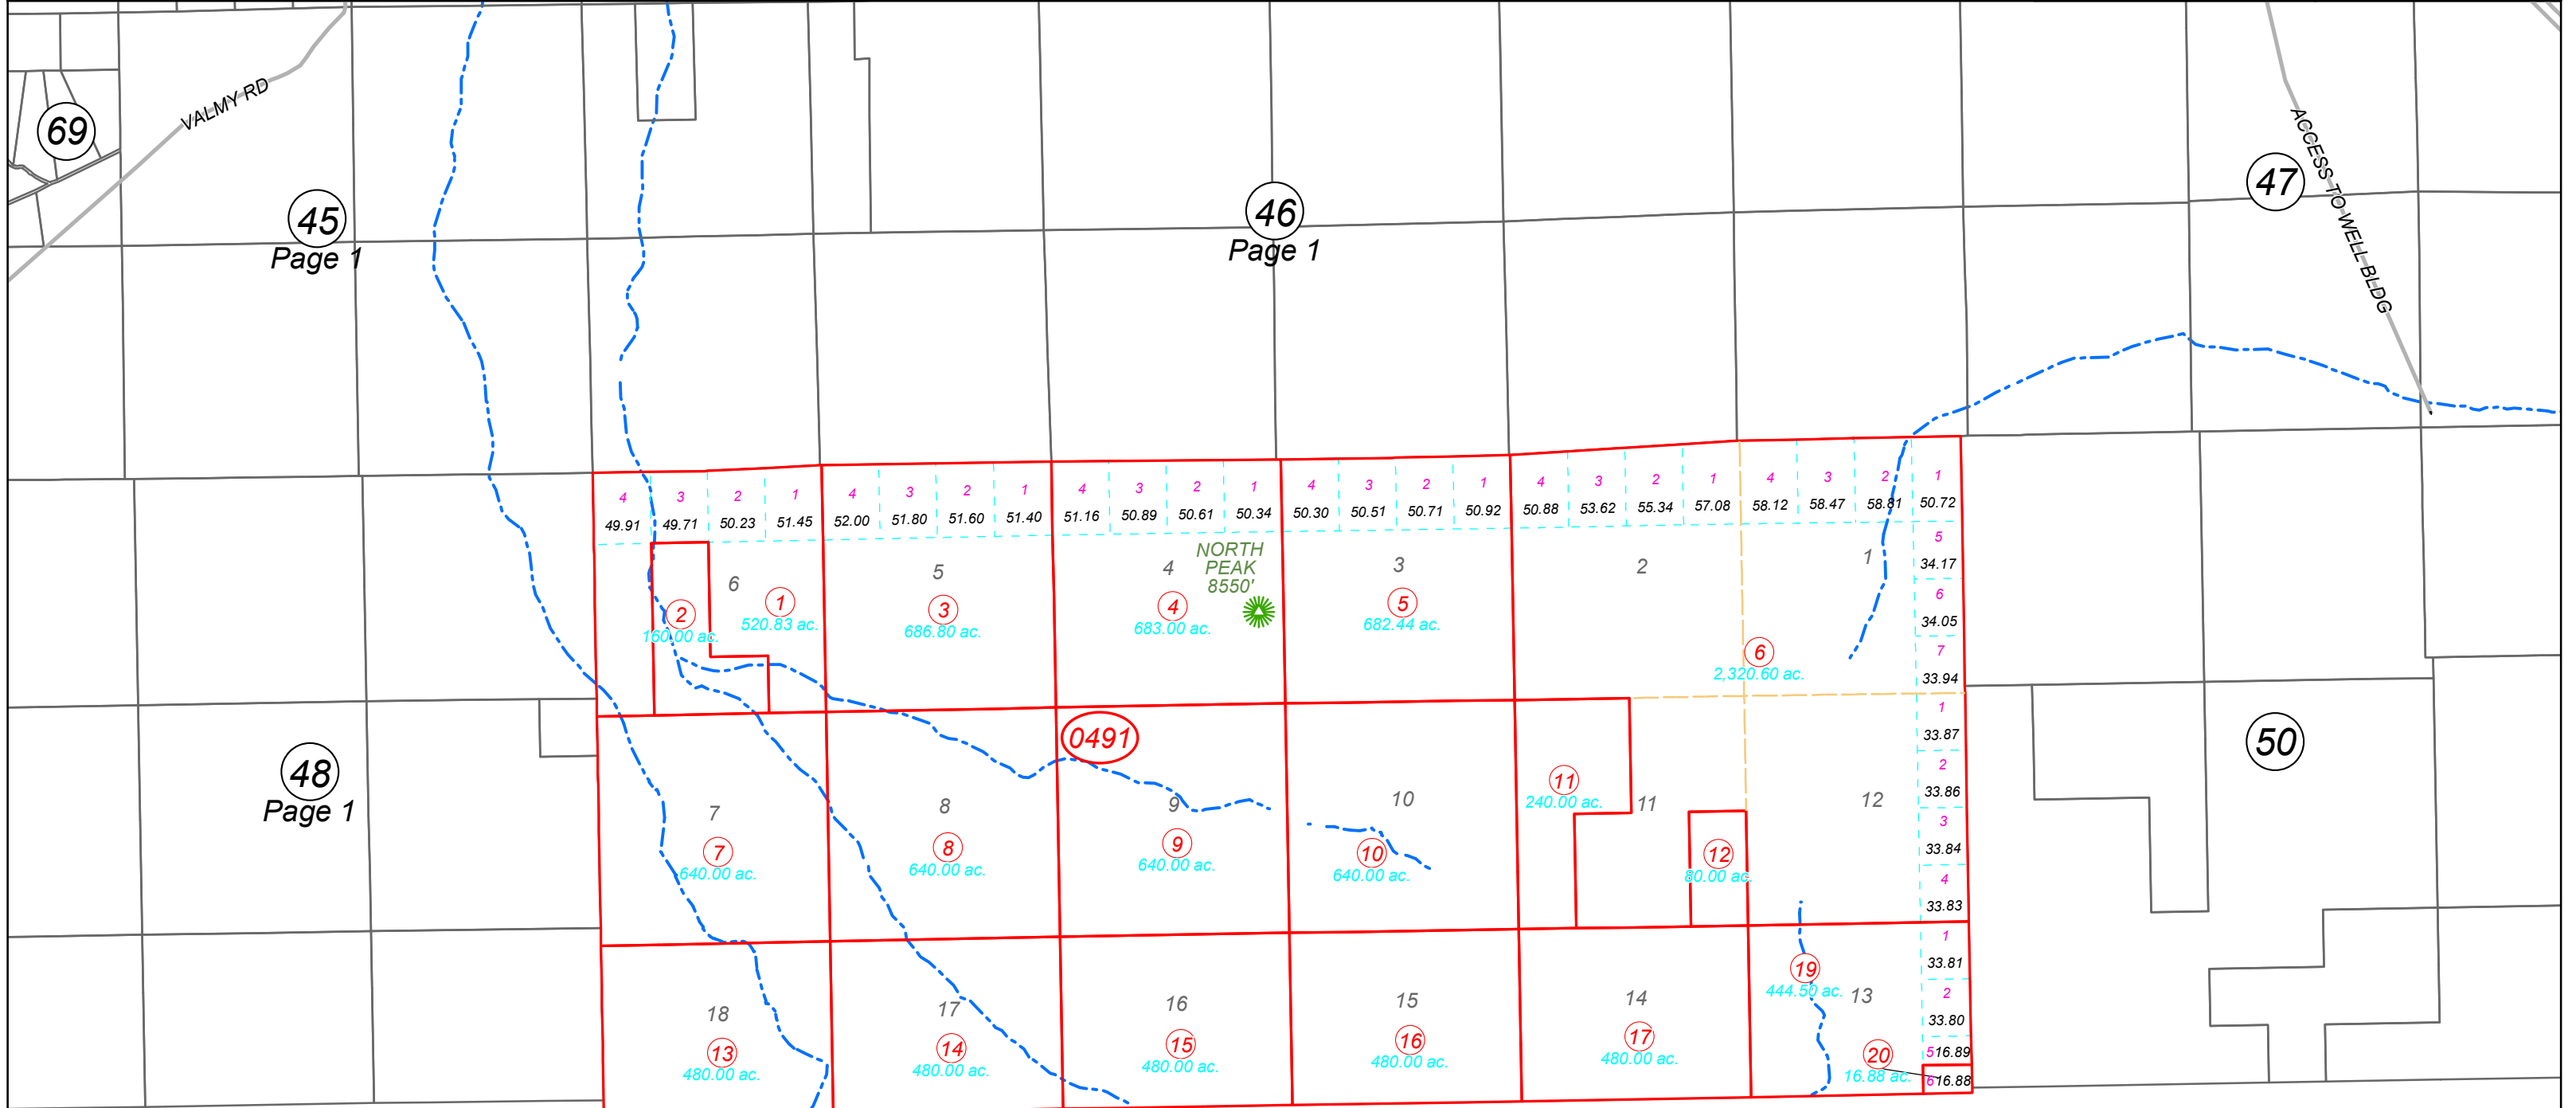 69
VALMY RD
45
Page 1
46
Page 1
47
ACCESS TO WELL BLDG
4 3 2 1 4 3 2 1 4 3 2 1 4 3 2 1 4 3 2 1 4 3 2 1
49.91 49.71 50.23 51.45 52.00 51.80 51.60 51.40 51.16 50.89 50.61 50.34 50.30 50.51 50.71 50.92 50.88 53.62 55.34 57.08 58.12 58.47 58.81 50.72
5
34.17
6
34.05
7
33.94
6
2
160.00 ac.
1
520.83 ac.
5
3
686.80 ac.
4
4
683.00 ac.
NORTH
PEAK
8550'
3
5
682.44 ac.
2
1
6
2,320.60 ac.
0491
48
Page 1
50
7
7
640.00 ac.
8
8
640.00 ac.
9
9
640.00 ac.
10
10
640.00 ac.
11
240.00 ac.
11
12
80.00 ac.
12
1
33.87
2
33.86
3
33.84
4
33.83
18
13
480.00 ac.
17
14
480.00 ac.
16
15
480.00 ac.
15
16
480.00 ac.
14
17
480.00 ac.
19
444.50 ac.
13
20
16.88 ac.
1
33.81
2
33.80
5 16.89
6 16.88